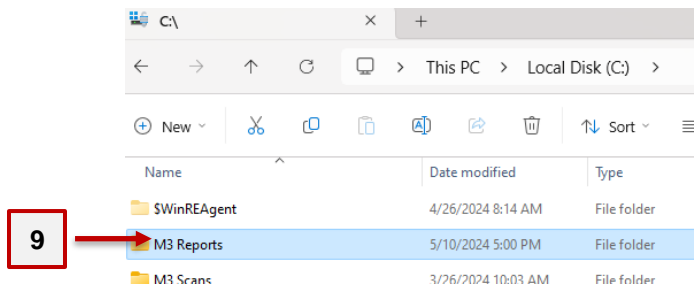 C:\
This PC > Local Disk (C:) >
New Sort
Name Date modified Type
$WinREAgent 4/26/2024 8:14 AM File folder
9 M3 Reports 5/10/2024 5:00 PM File folder
M3 Scans 3/26/2024 10:03 AM File folder